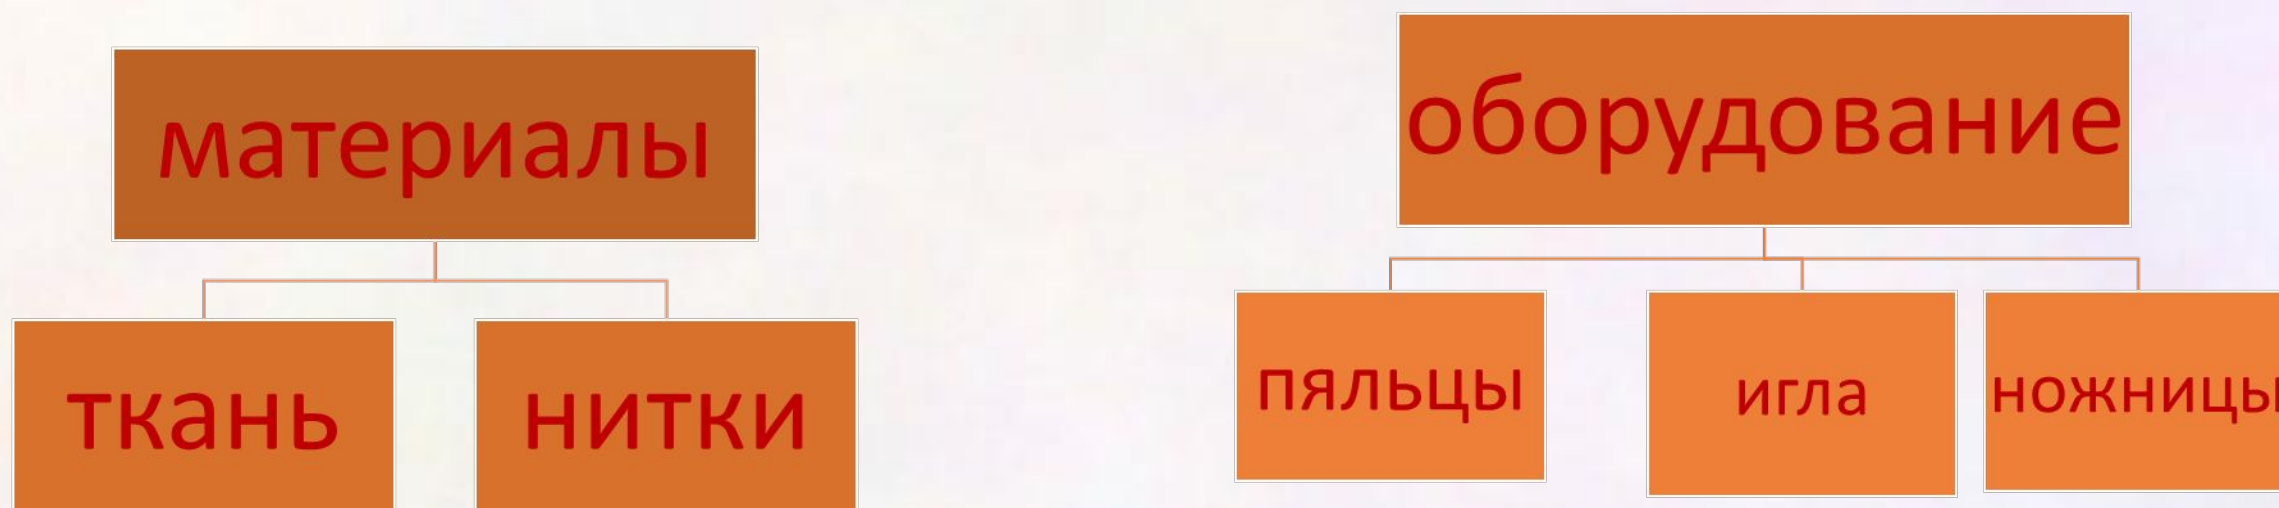 материалы
ткань
нитки
оборудование
пяльцы
игла
ножницы